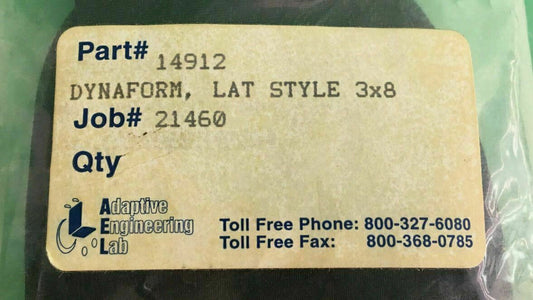 Part# 14912
DYNAFORM, LAT STYLE 3x8
Job# 21460
Qty
Adaptive
Engineering
Lab
Toll Free Phone: 800-327-6080
Toll Free Fax: 800-368-0785